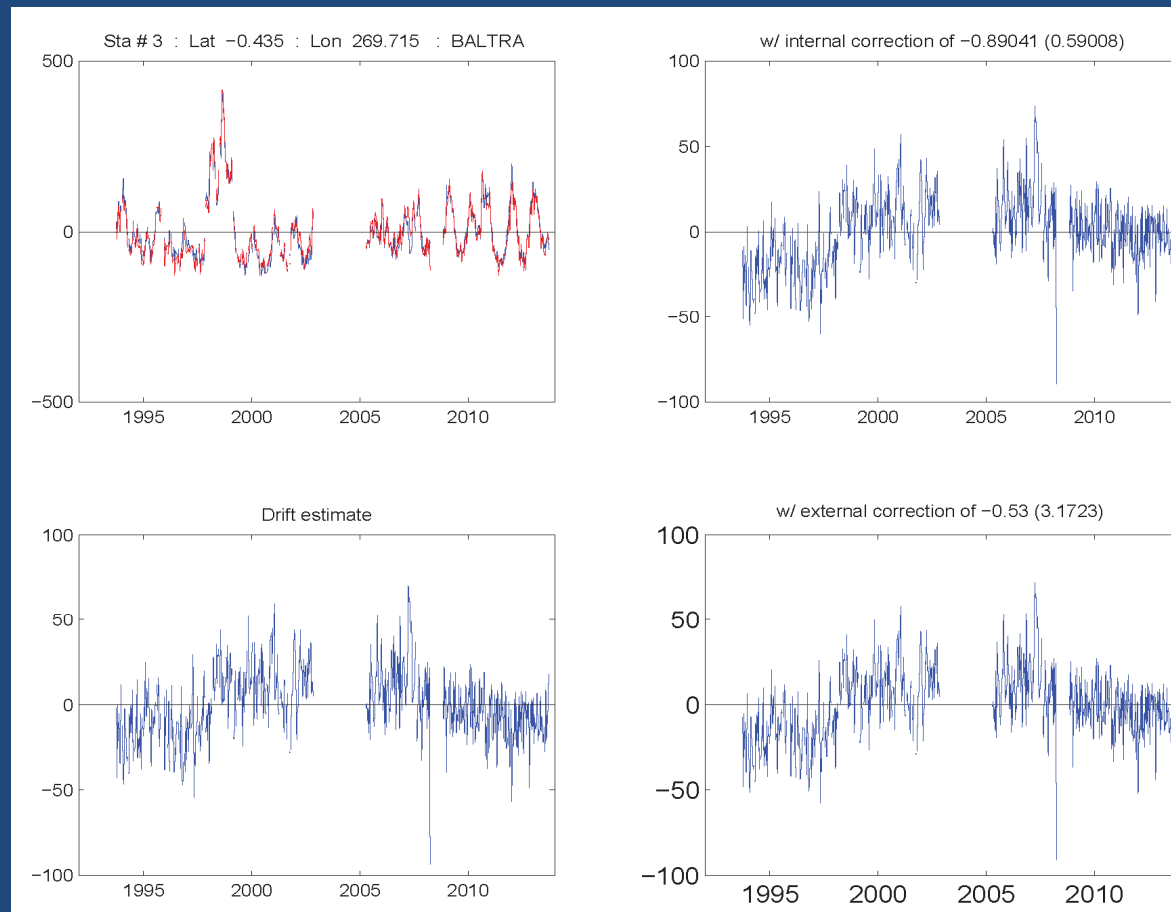 Sta # 3 : Lat −0.435 : Lon 269.715 : BALTRA
500
0
−500
1995 2000 2005 2010
w/ internal correction of −0.89041 (0.59008)
100
50
0
−50
−100
1995 2000 2005 2010
Drift estimate
100
50
0
−50
−100
1995 2000 2005 2010
w/ external correction of −0.53 (3.1723)
100
50
0
−50
−100
1995 2000 2005 2010